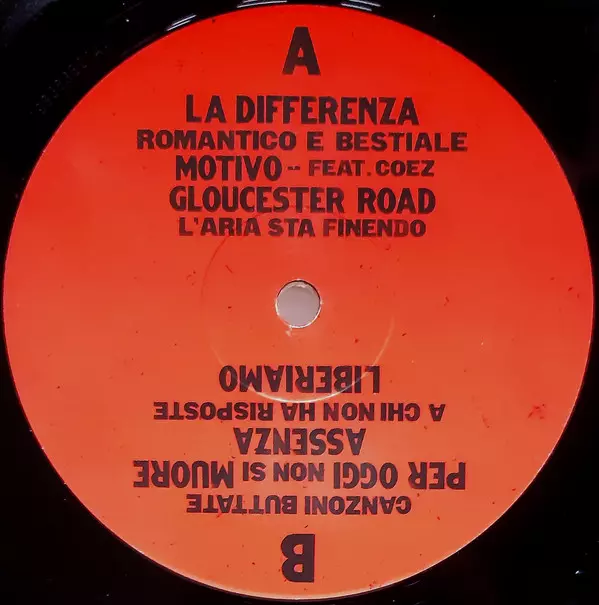 A
LA DIFFERENZA
ROMANTICO E BESTIALE
MOTIVO -- FEAT. COEZ
GLOUCESTER ROAD
L'ARIA STA FINENDO
B
CANZONI BUTTATE
PER OGGI NON SI MUORE
ASSENZA
A CHI NON HA RISPOSTE
LIBERIAMO